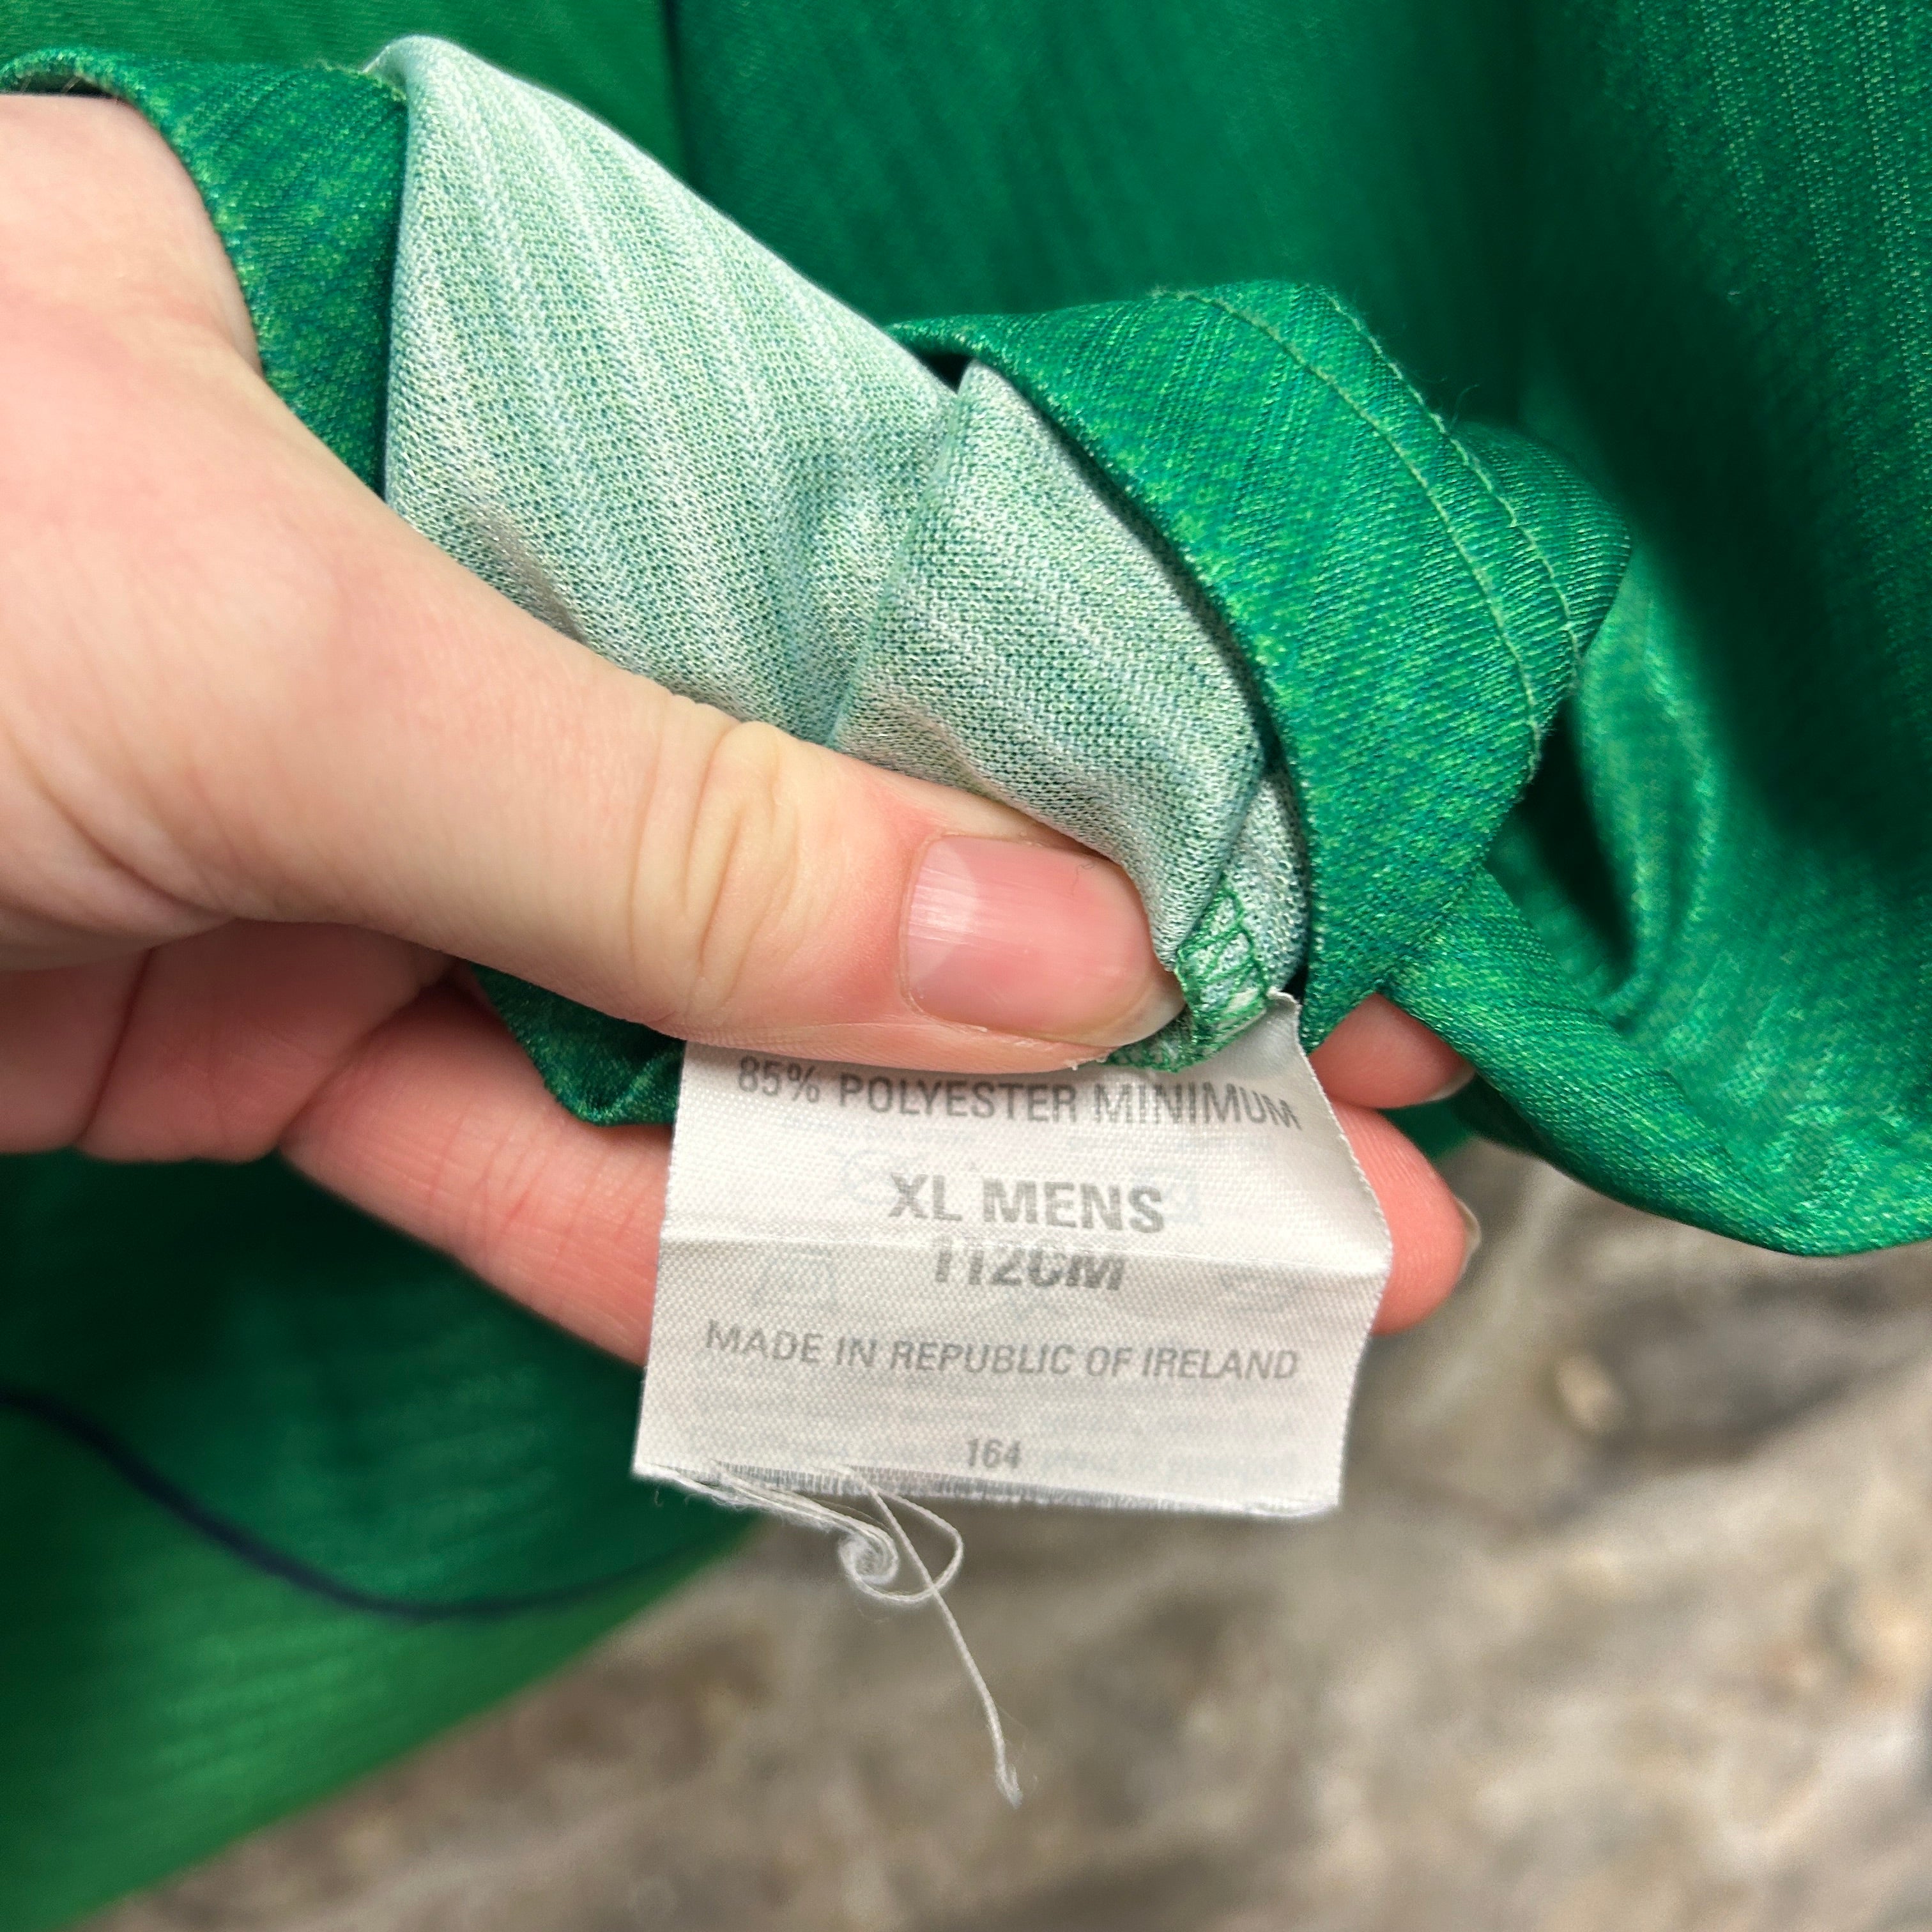 85% POLYESTER MINIMUM
XL MENS
112CM
MADE IN REPUBLIC OF IRELAND
164